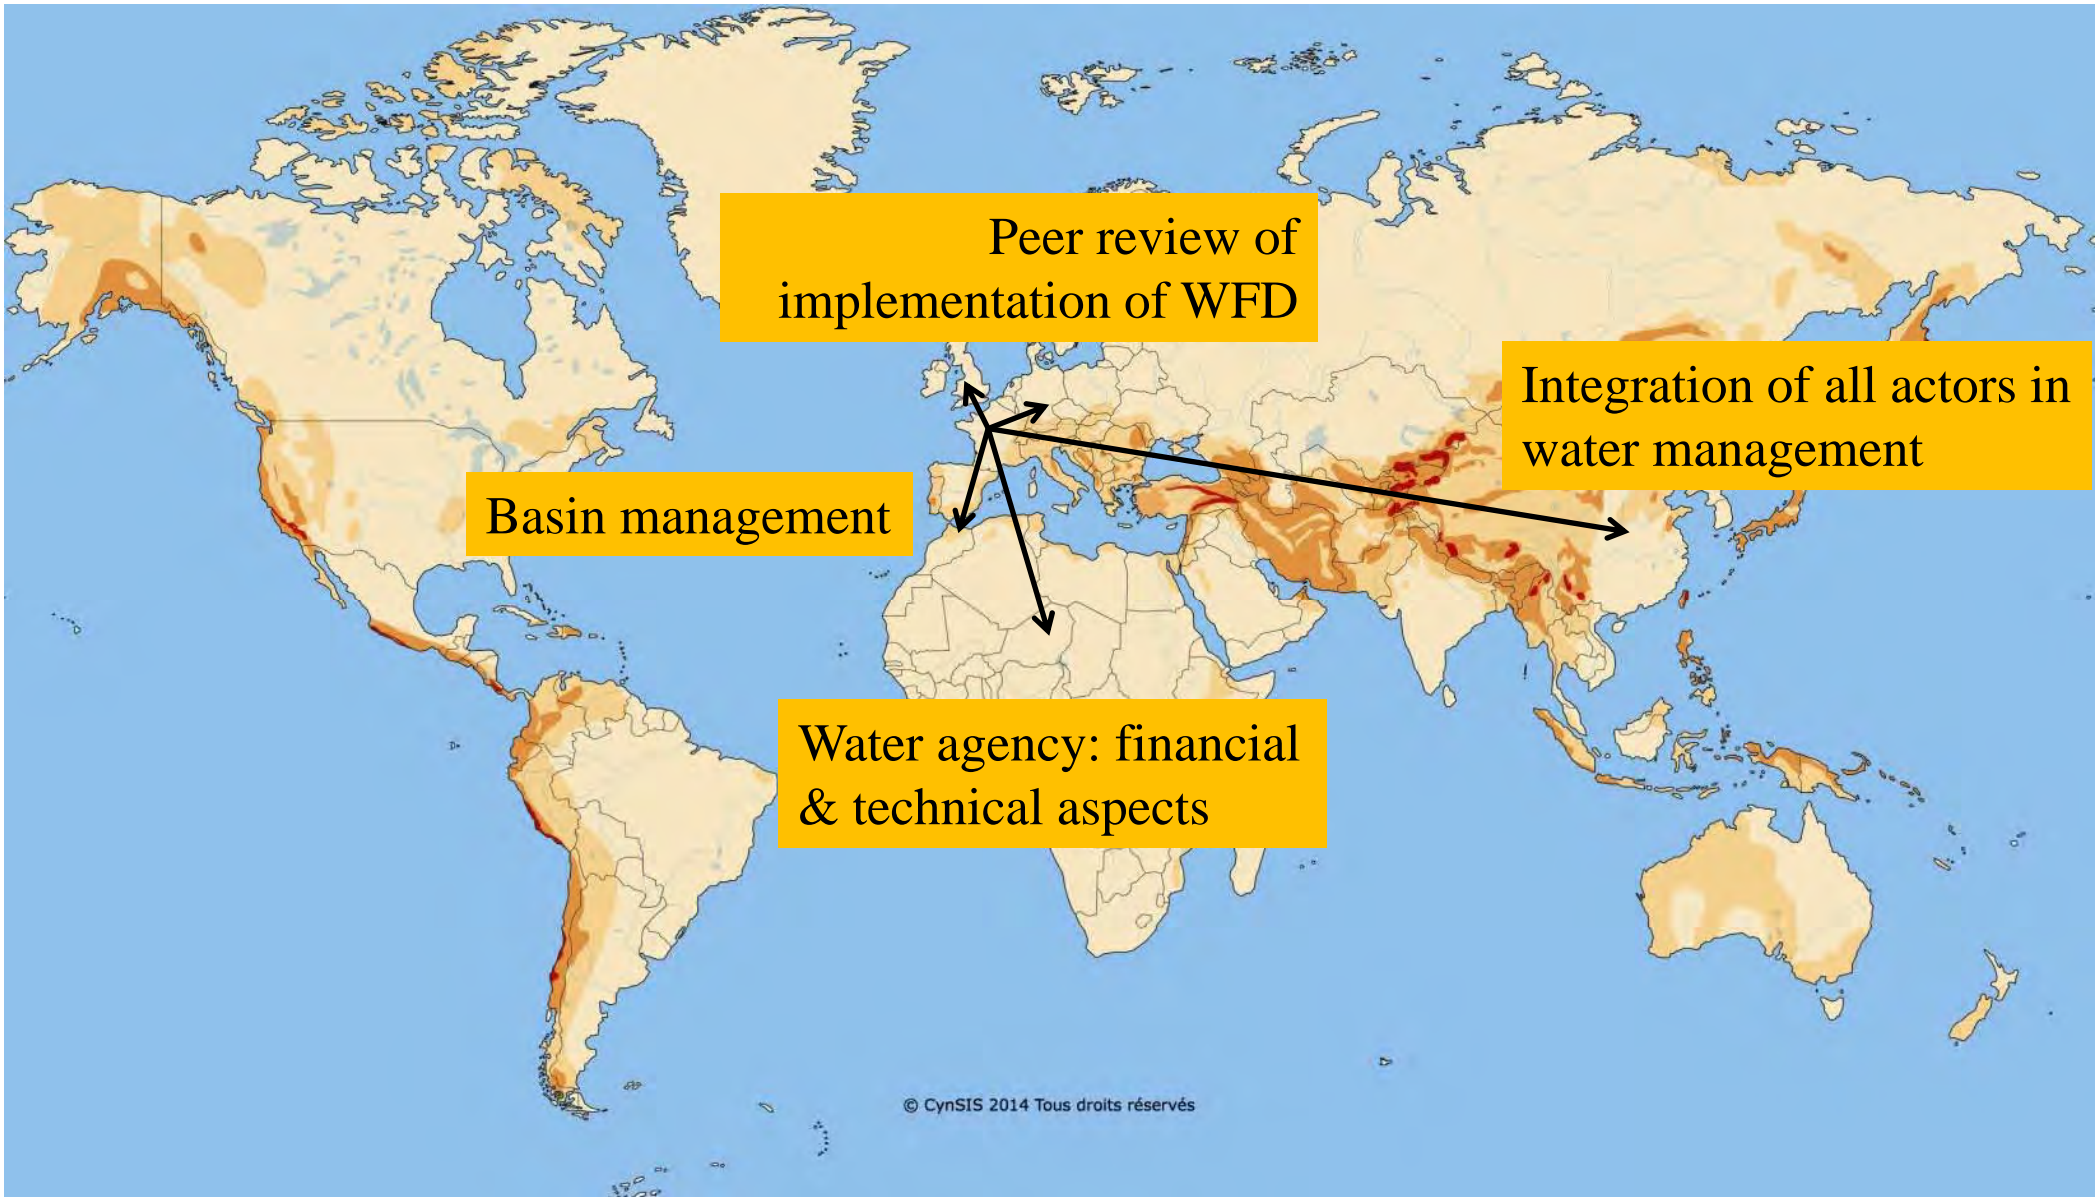 Peer review of
implementation of WFD
Integration of all actors in
water management
Basin management
Water agency: financial
& technical aspects
© CynSIS 2014 Tous droits réservés